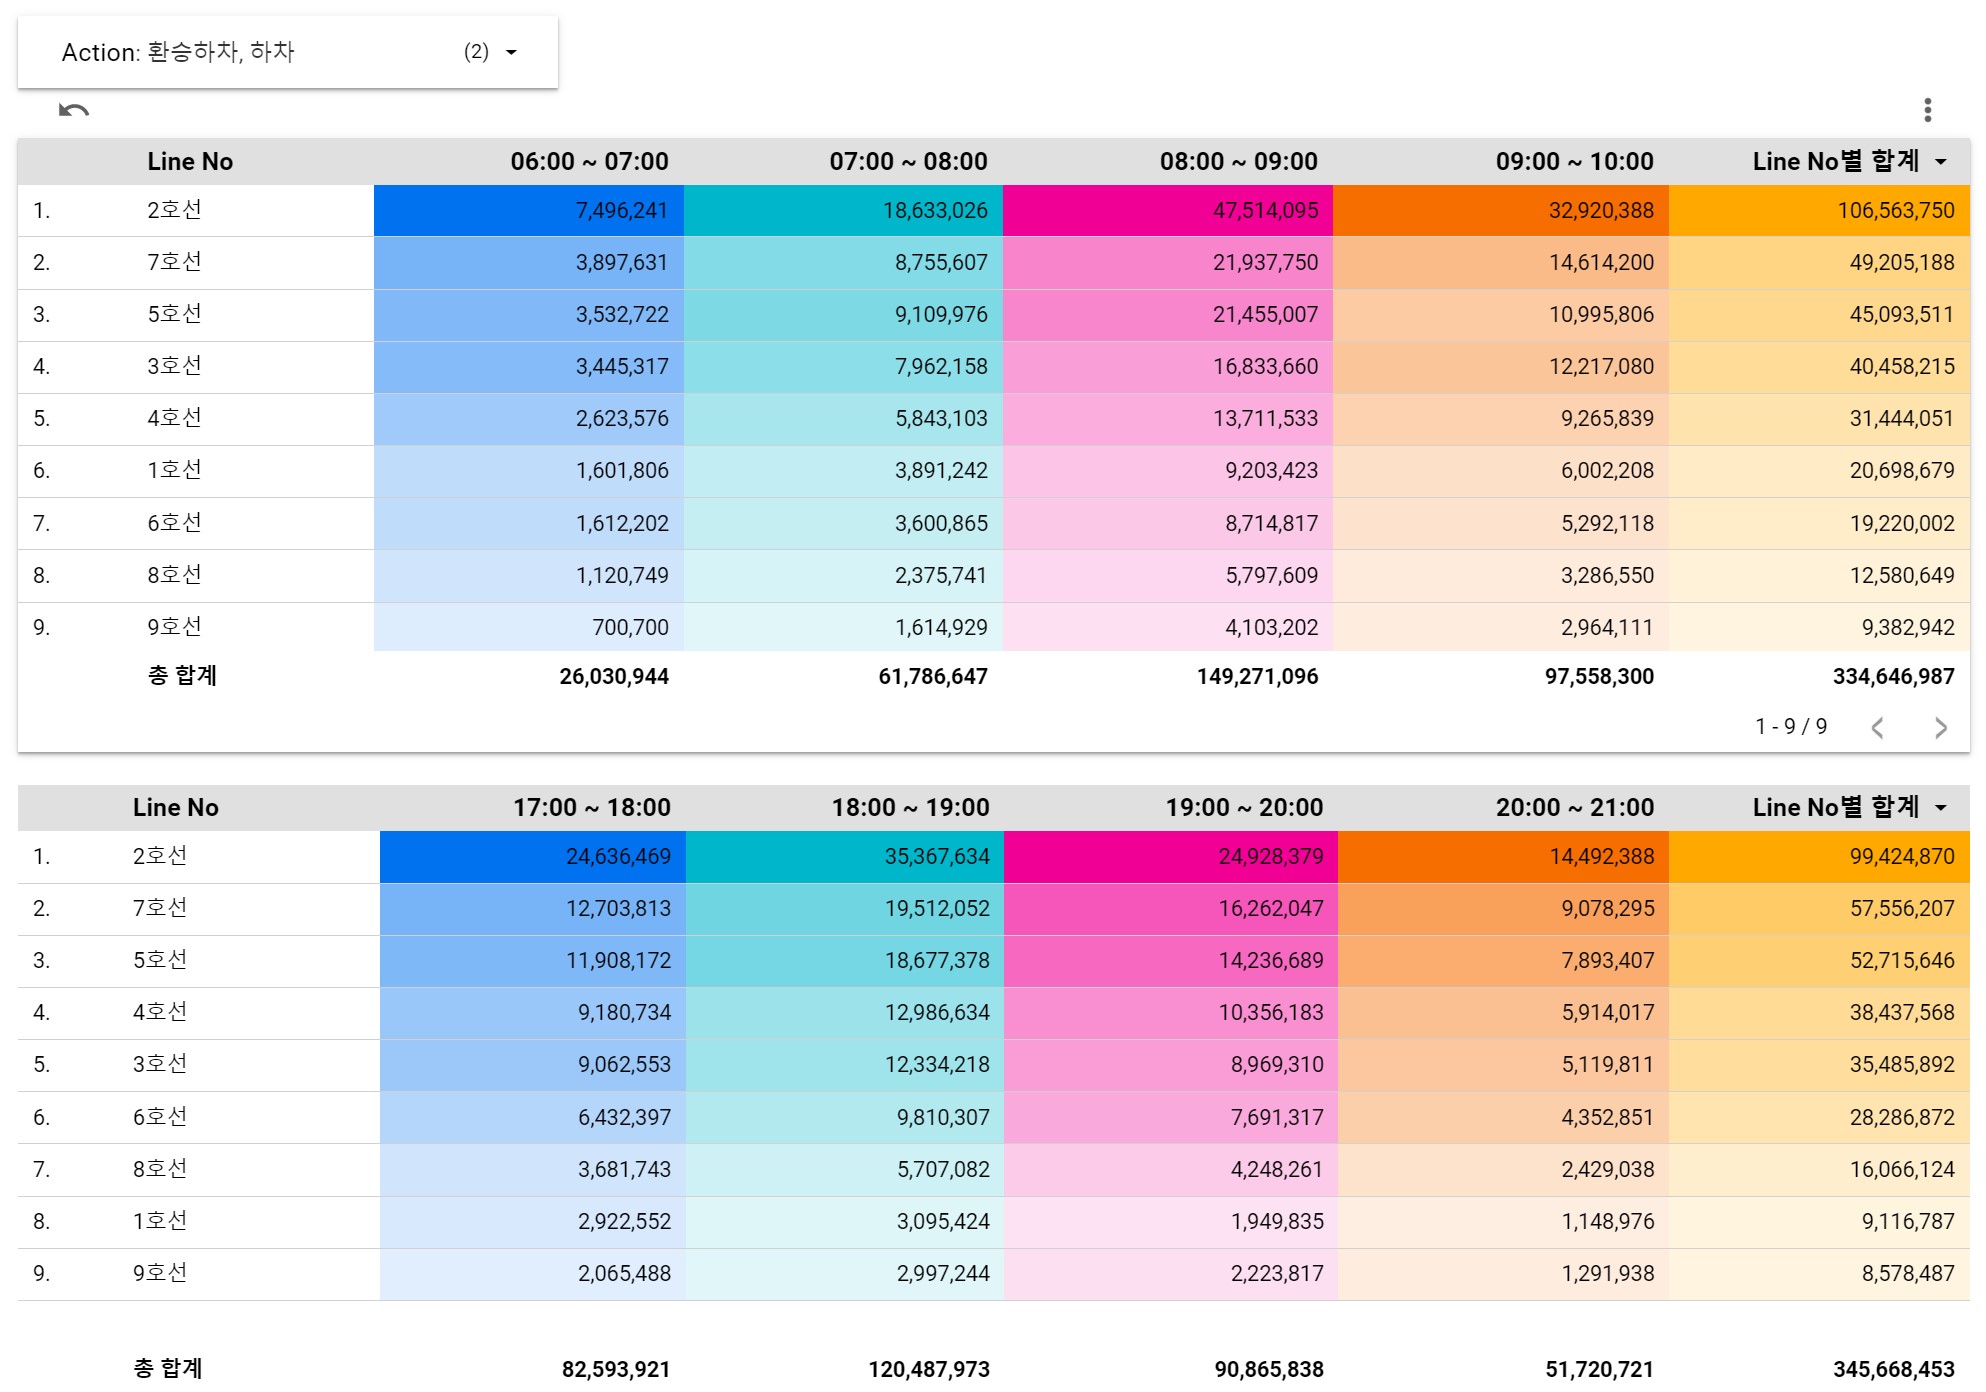 Action: 환승하차, 하차 (2)
Line No 06:00 ~ 07:00 07:00 ~ 08:00 08:00 ~ 09:00 09:00 ~ 10:00 Line No별 합계
1. 2호선 7,496,241 18,633,026 47,514,095 32,920,388 106,563,750
2. 7호선 3,897,631 8,755,607 21,937,750 14,614,200 49,205,188
3. 5호선 3,532,722 9,109,976 21,455,007 10,995,806 45,093,511
4. 3호선 3,445,317 7,962,158 16,833,660 12,217,080 40,458,215
5. 4호선 2,623,576 5,843,103 13,711,533 9,265,839 31,444,051
6. 1호선 1,601,806 3,891,242 9,203,423 6,002,208 20,698,679
7. 6호선 1,612,202 3,600,865 8,714,817 5,292,118 19,220,002
8. 8호선 1,120,749 2,375,741 5,797,609 3,286,550 12,580,649
9. 9호선 700,700 1,614,929 4,103,202 2,964,111 9,382,942
총 합계 26,030,944 61,786,647 149,271,096 97,558,300 334,646,987
1 - 9 / 9
Line No 17:00 ~ 18:00 18:00 ~ 19:00 19:00 ~ 20:00 20:00 ~ 21:00 Line No별 합계
1. 2호선 24,636,469 35,367,634 24,928,379 14,492,388 99,424,870
2. 7호선 12,703,813 19,512,052 16,262,047 9,078,295 57,556,207
3. 5호선 11,908,172 18,677,378 14,236,689 7,893,407 52,715,646
4. 4호선 9,180,734 12,986,634 10,356,183 5,914,017 38,437,568
5. 3호선 9,062,553 12,334,218 8,969,310 5,119,811 35,485,892
6. 6호선 6,432,397 9,810,307 7,691,317 4,352,851 28,286,872
7. 8호선 3,681,743 5,707,082 4,248,261 2,429,038 16,066,124
8. 1호선 2,922,552 3,095,424 1,949,835 1,148,976 9,116,787
9. 9호선 2,065,488 2,997,244 2,223,817 1,291,938 8,578,487
총 합계 82,593,921 120,487,973 90,865,838 51,720,721 345,668,453